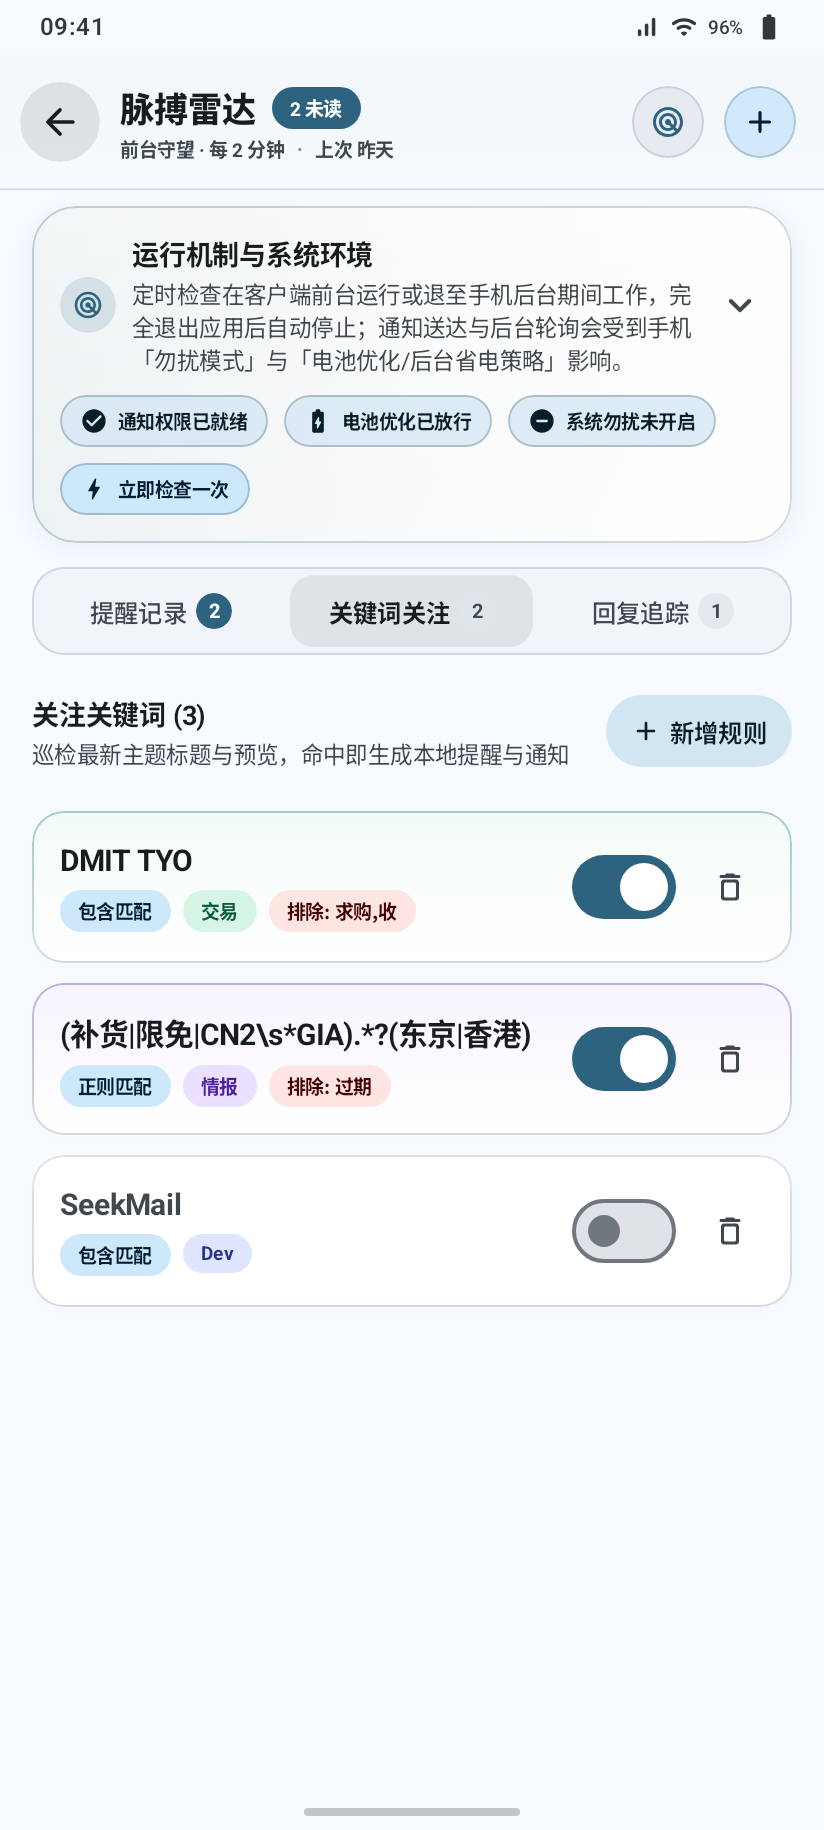 09:41
96%
脉搏雷达
2 未读
前台守望 · 每 2 分钟 · 上次 昨天
运行机制与系统环境
定时检查在客户端前台运行或退至手机后台期间工作，完
全退出应用后自动停止；通知送达与后台轮询会受到手机
「勿扰模式」与「电池优化/后台省电策略」影响。
通知权限已就绪
电池优化已放行
系统勿扰未开启
立即检查一次
提醒记录 2
关键词关注 2
回复追踪 1
关注关键词 (3)
巡检最新主题标题与预览，命中即生成本地提醒与通知
新增规则
DMIT TYO
包含匹配
交易
排除: 求购,收
(补货|限免|CN2\s*GIA).*?(东京|香港)
正则匹配
情报
排除: 过期
SeekMail
包含匹配
Dev